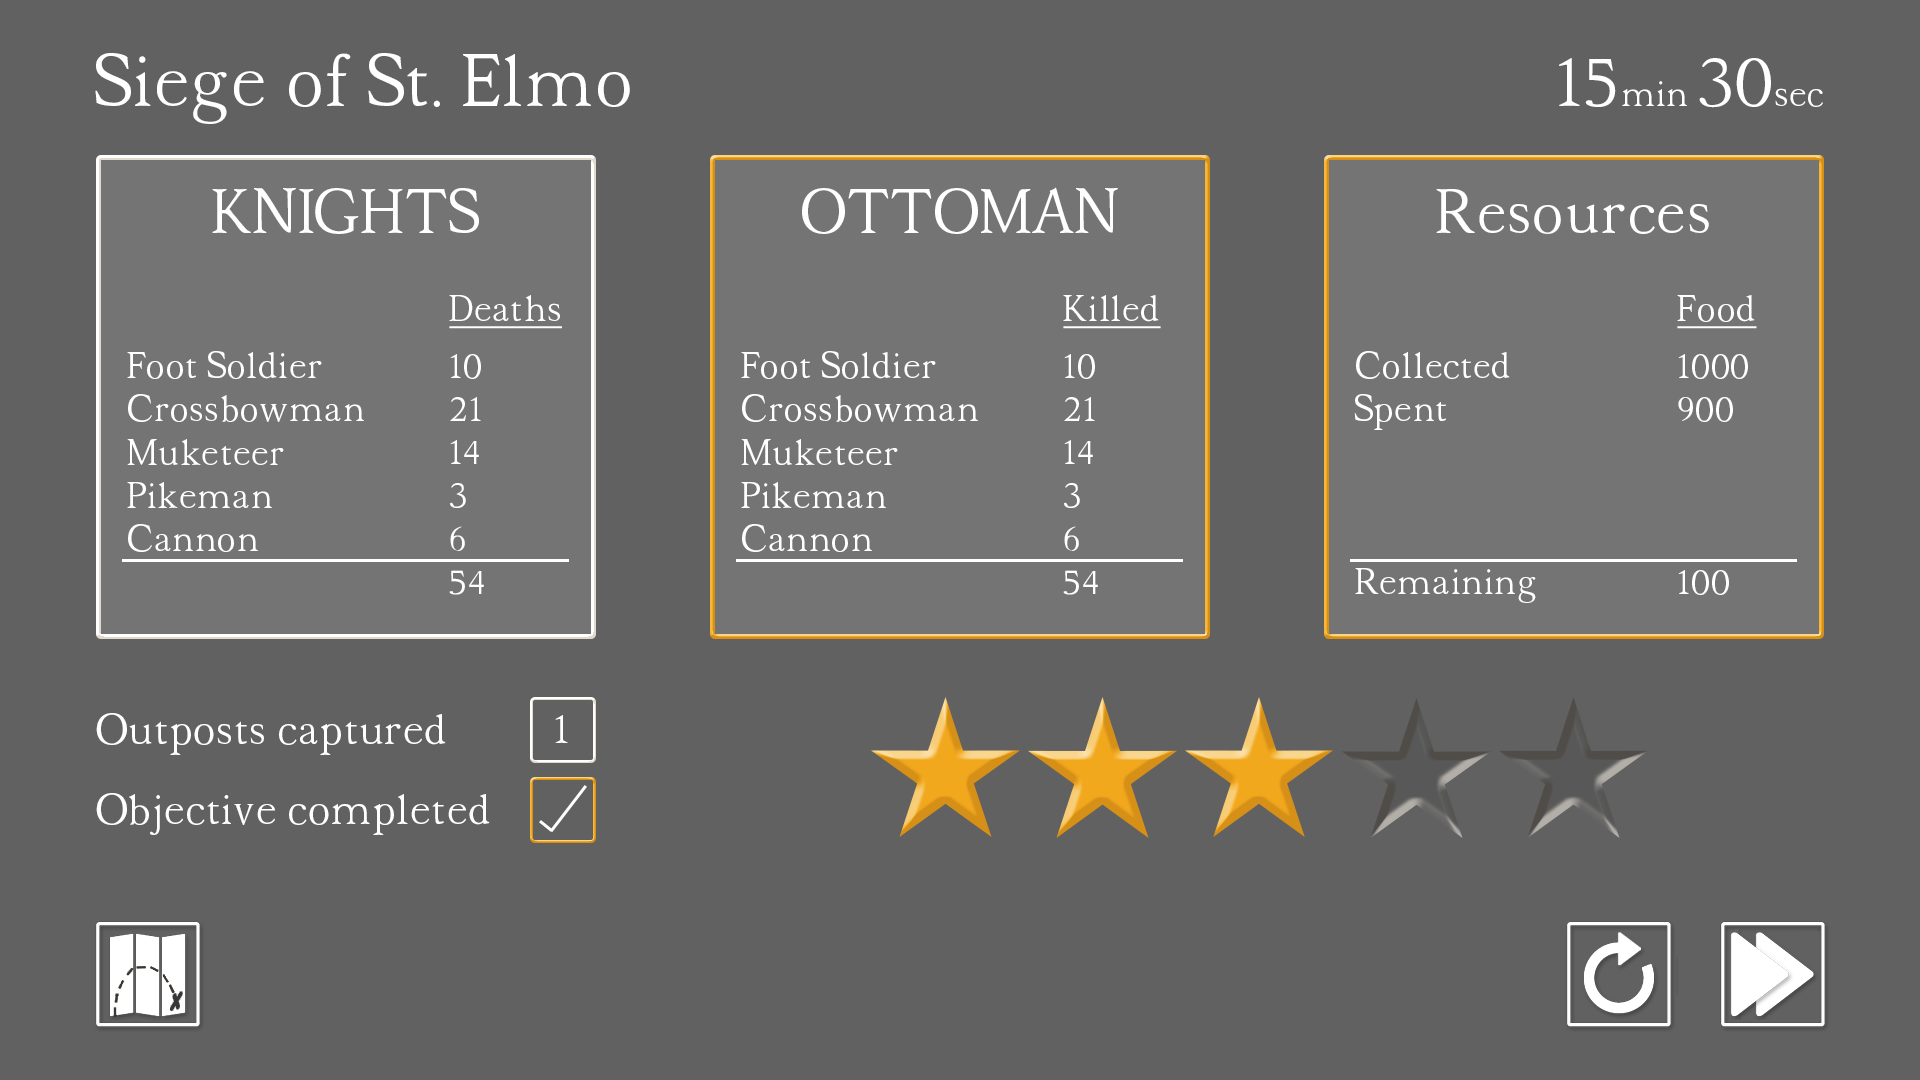 Siege of St. Elmo
15min 30sec
KNIGHTS
Deaths
Foot Soldier 10
Crossbowman 21
Muketeer 14
Pikeman 3
Cannon 6
54
OTTOMAN
Killed
Foot Soldier 10
Crossbowman 21
Muketeer 14
Pikeman 3
Cannon 6
54
Resources
Food
Collected 1000
Spent 900
Remaining 100
Outposts captured 1
Objective completed